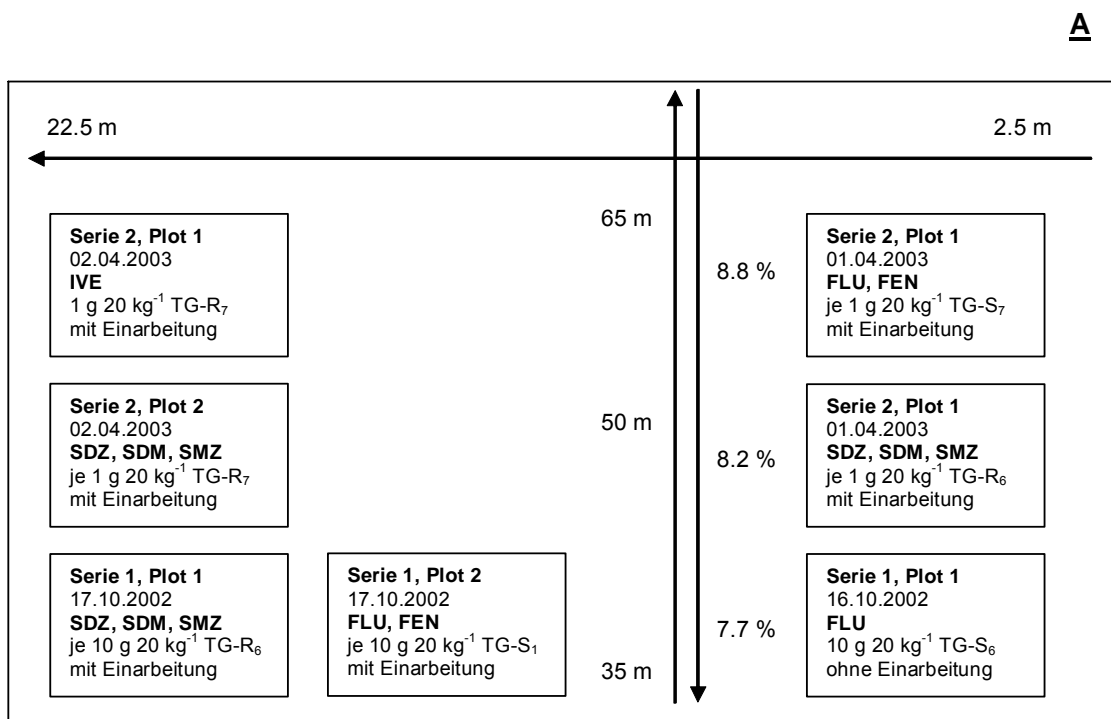 A
22.5 m
2.5 m
65 m
Serie 2, Plot 1
02.04.2003
IVE
1 g 20 kg⁻¹ TG-R₇
mit Einarbeitung
8.8 %
Serie 2, Plot 1
01.04.2003
FLU, FEN
je 1 g 20 kg⁻¹ TG-S₇
mit Einarbeitung
Serie 2, Plot 2
02.04.2003
SDZ, SDM, SMZ
je 1 g 20 kg⁻¹ TG-R₇
mit Einarbeitung
50 m
8.2 %
Serie 2, Plot 1
01.04.2003
SDZ, SDM, SMZ
je 1 g 20 kg⁻¹ TG-R₆
mit Einarbeitung
Serie 1, Plot 1
17.10.2002
SDZ, SDM, SMZ
je 10 g 20 kg⁻¹ TG-R₆
mit Einarbeitung
Serie 1, Plot 2
17.10.2002
FLU, FEN
je 10 g 20 kg⁻¹ TG-S₁
mit Einarbeitung
35 m
7.7 %
Serie 1, Plot 1
16.10.2002
FLU
10 g 20 kg⁻¹ TG-S₆
ohne Einarbeitung